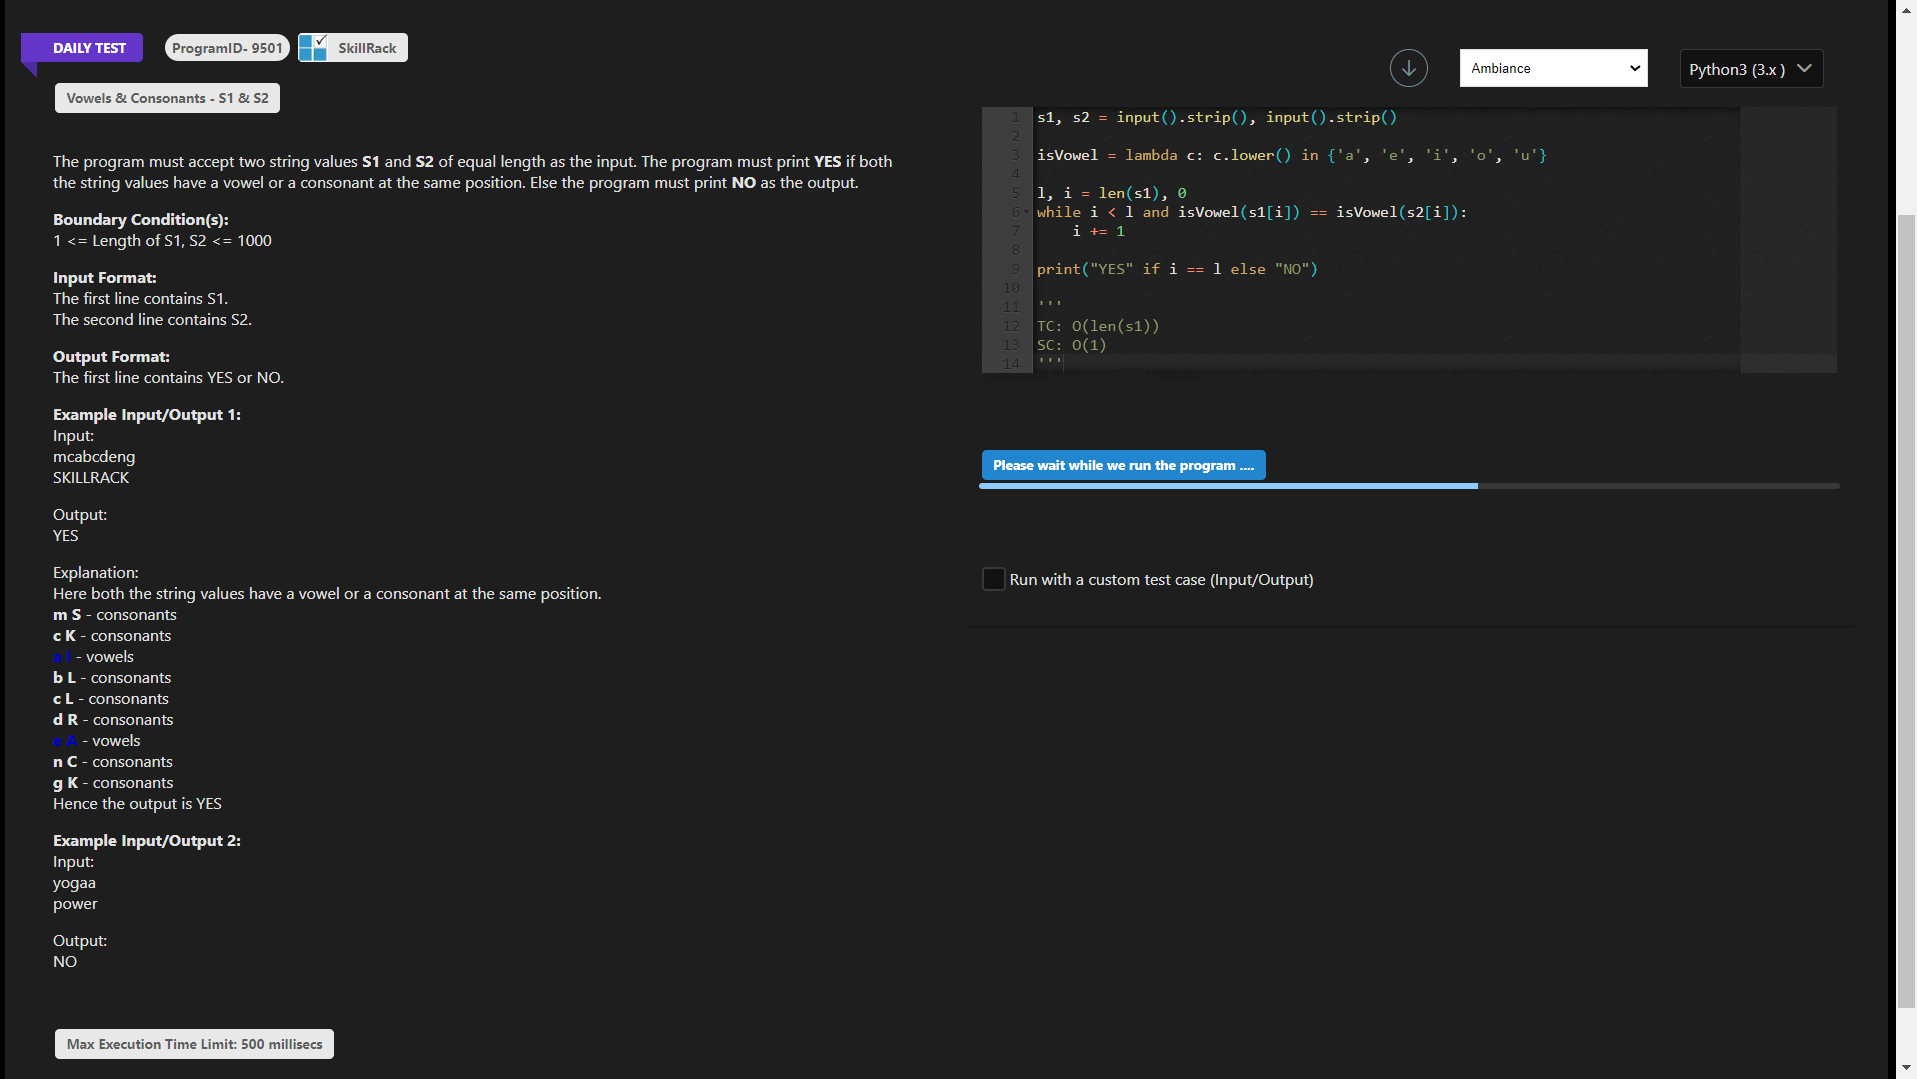 DAILY TEST
ProgramID- 9501
SkillRack
Vowels & Consonants - S1 & S2
The program must accept two string values S1 and S2 of equal length as the input. The program must print YES if both
the string values have a vowel or a consonant at the same position. Else the program must print NO as the output.
Boundary Condition(s):
1 <= Length of S1, S2 <= 1000
Input Format:
The first line contains S1.
The second line contains S2.
Output Format:
The first line contains YES or NO.
Example Input/Output 1:
Input:
mcabcdeng
SKILLRACK
Output:
YES
Explanation:
Here both the string values have a vowel or a consonant at the same position.
m S - consonants
c K - consonants
a I - vowels
b L - consonants
c L - consonants
d R - consonants
e A - vowels
n C - consonants
g K - consonants
Hence the output is YES
Example Input/Output 2:
Input:
yogaa
power
Output:
NO
Max Execution Time Limit: 500 millisecs
Ambiance
Python3 (3.x )
1 s1, s2 = input().strip(), input().strip()
2
3 isVowel = lambda c: c.lower() in {'a', 'e', 'i', 'o', 'u'}
4
5 l, i = len(s1), 0
6 while i < l and isVowel(s1[i]) == isVowel(s2[i]):
7     i += 1
8
9 print("YES" if i == l else "NO")
10
11 '''
12 TC: O(len(s1))
13 SC: O(1)
14 '''
Please wait while we run the program ....
Run with a custom test case (Input/Output)